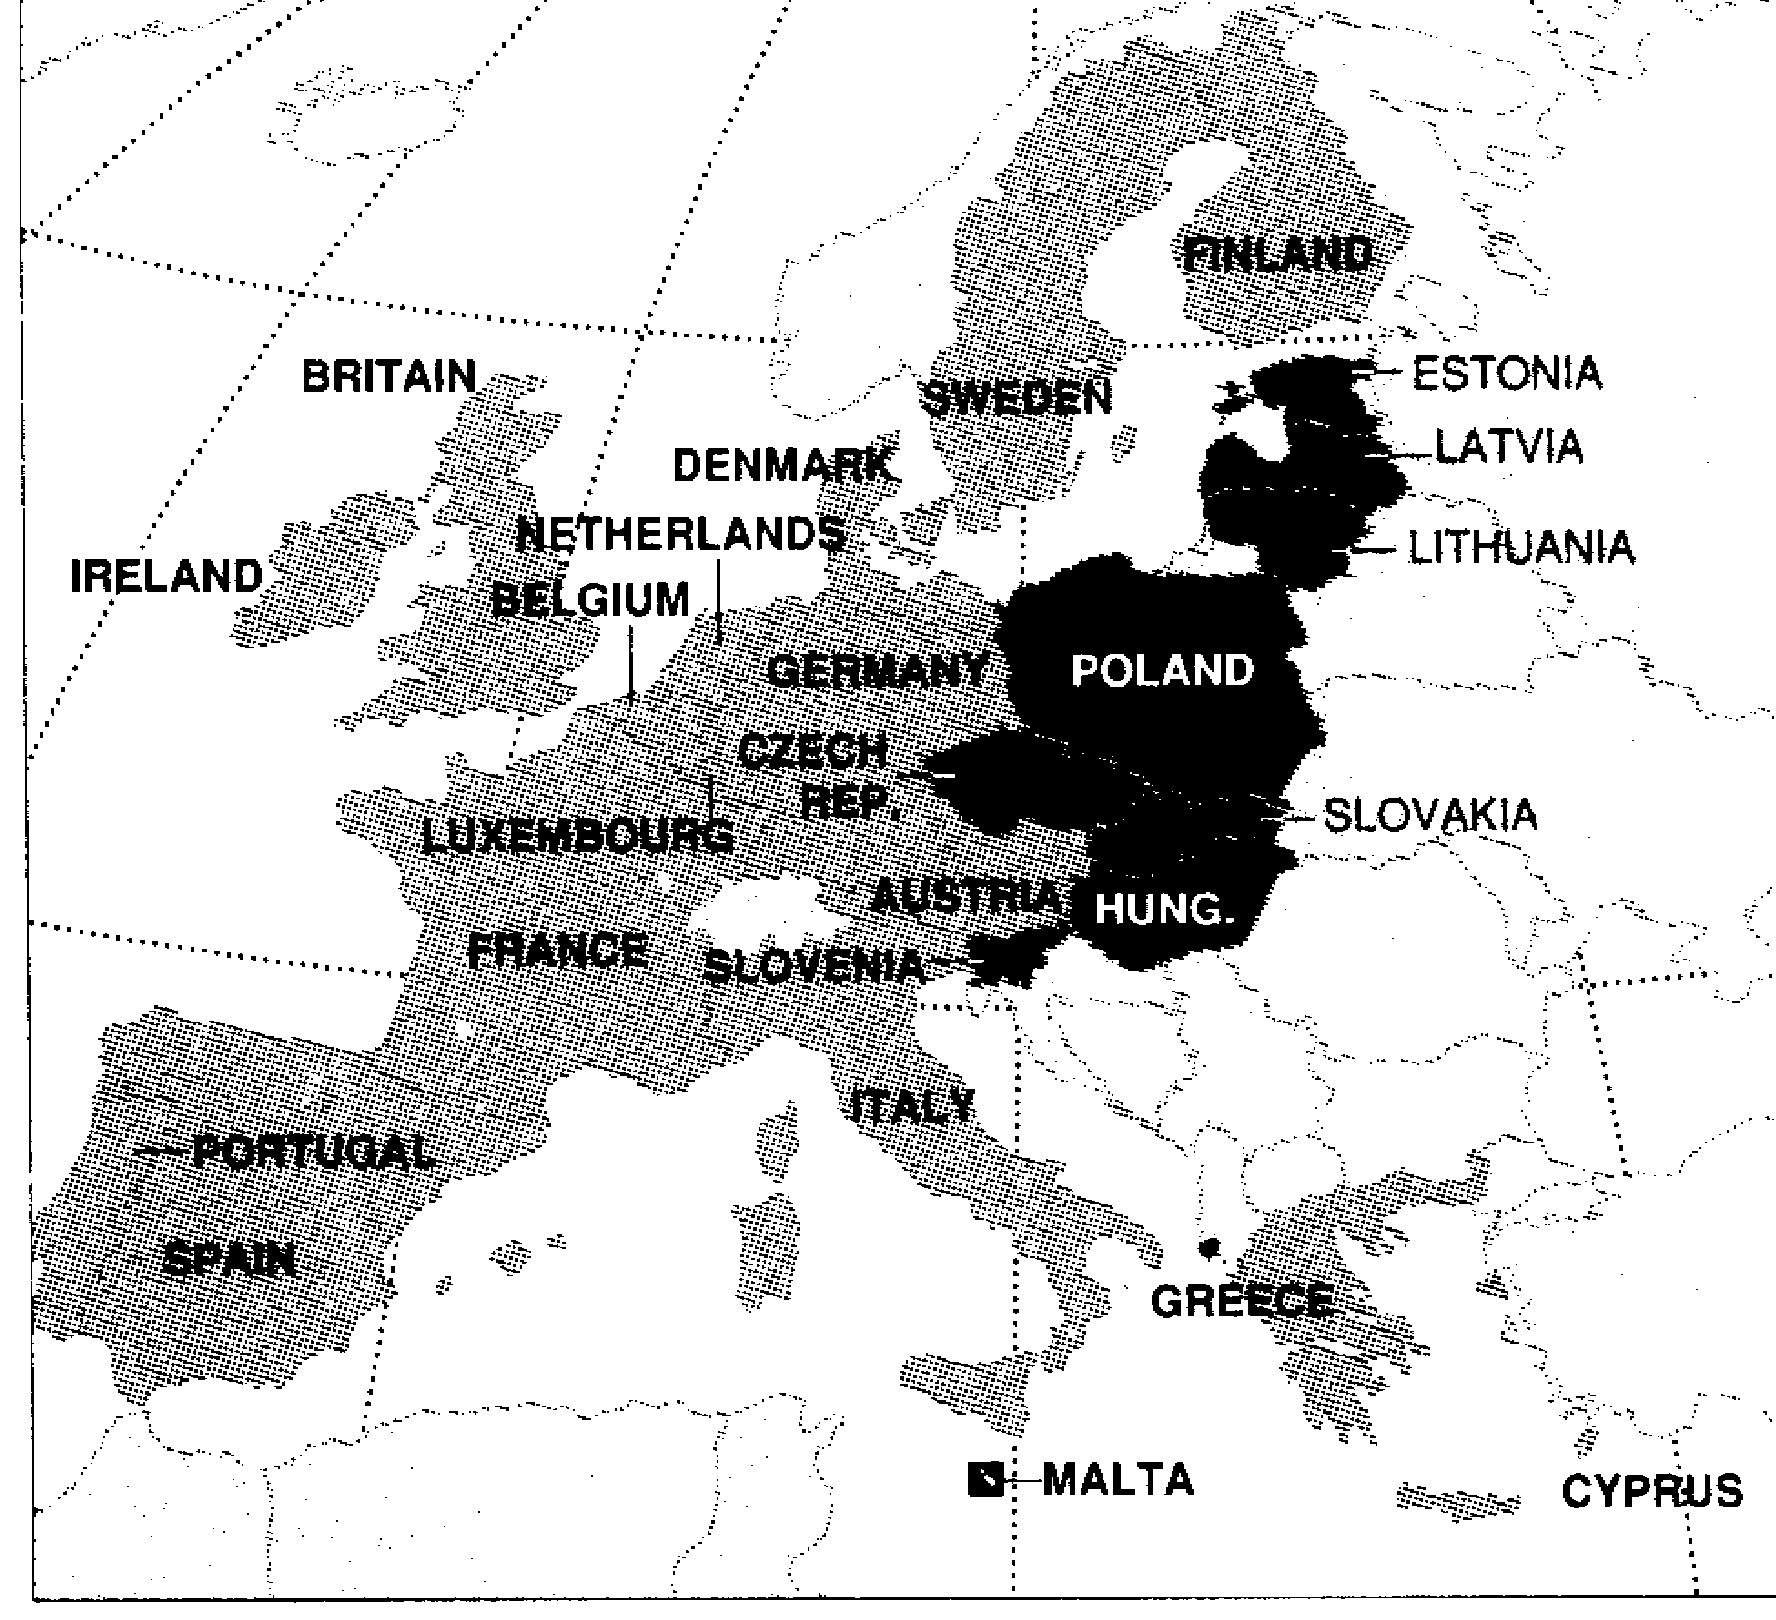 FINLAND
BRITAIN
ESTONIA
SWEDEN
LATVIA
DENMARK
NETHERLANDS
LITHUANIA
IRELAND
BELGIUM
GERMANY
POLAND
CZECH
REP.
SLOVAKIA
LUXEMBOURG
AUSTRIA
HUNG.
FRANCE
SLOVENIA
ITALY
PORTUGAL
SPAIN
GREECE
MALTA
CYPRUS